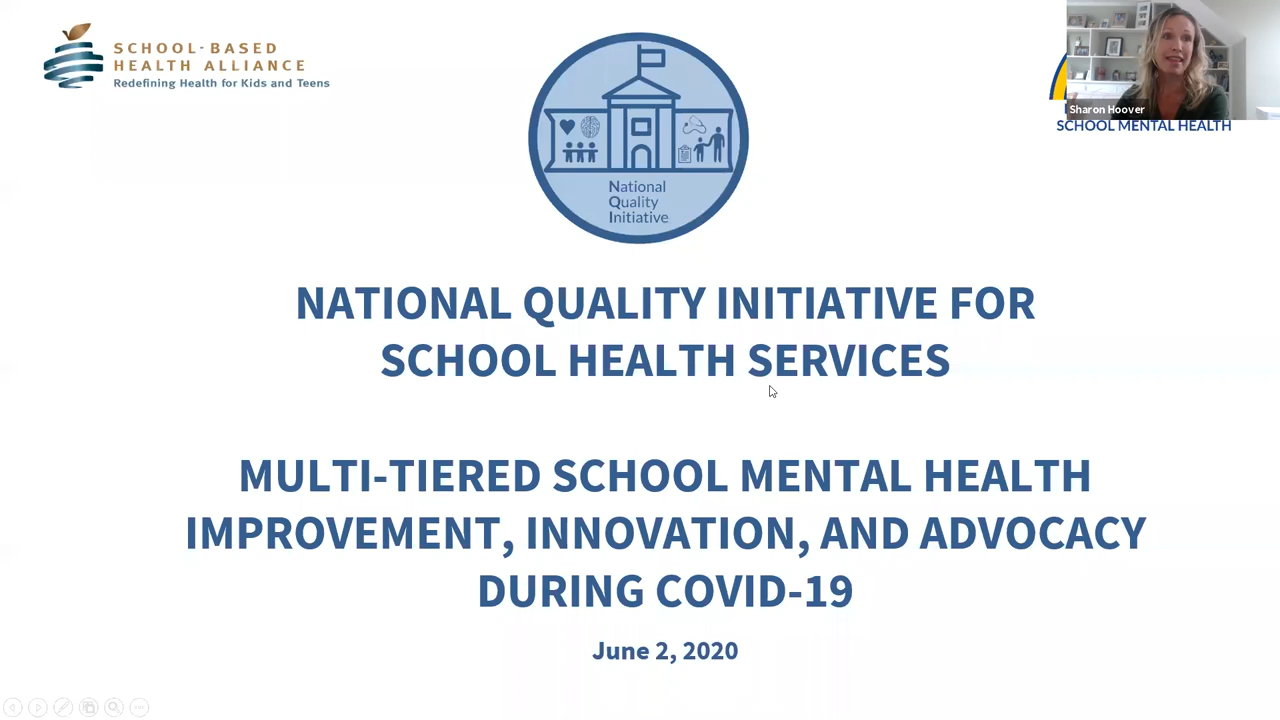 SCHOOL-BASED
HEALTH ALLIANCE
Redefining Health for Kids and Teens
National
Quality
Initiative
Sharon Hoover
SCHOOL MENTAL HEALTH
NATIONAL QUALITY INITIATIVE FOR
SCHOOL HEALTH SERVICES
MULTI-TIERED SCHOOL MENTAL HEALTH
IMPROVEMENT, INNOVATION, AND ADVOCACY
DURING COVID-19
June 2, 2020